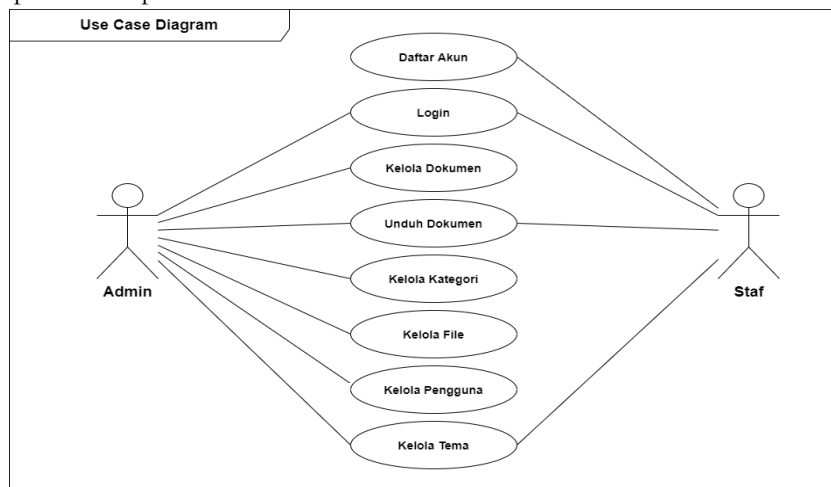 Use Case Diagram
Daftar Akun
Login
Kelola Dokumen
Unduh Dokumen
Kelola Kategori
Kelola File
Kelola Pengguna
Kelola Tema
Admin
Staf